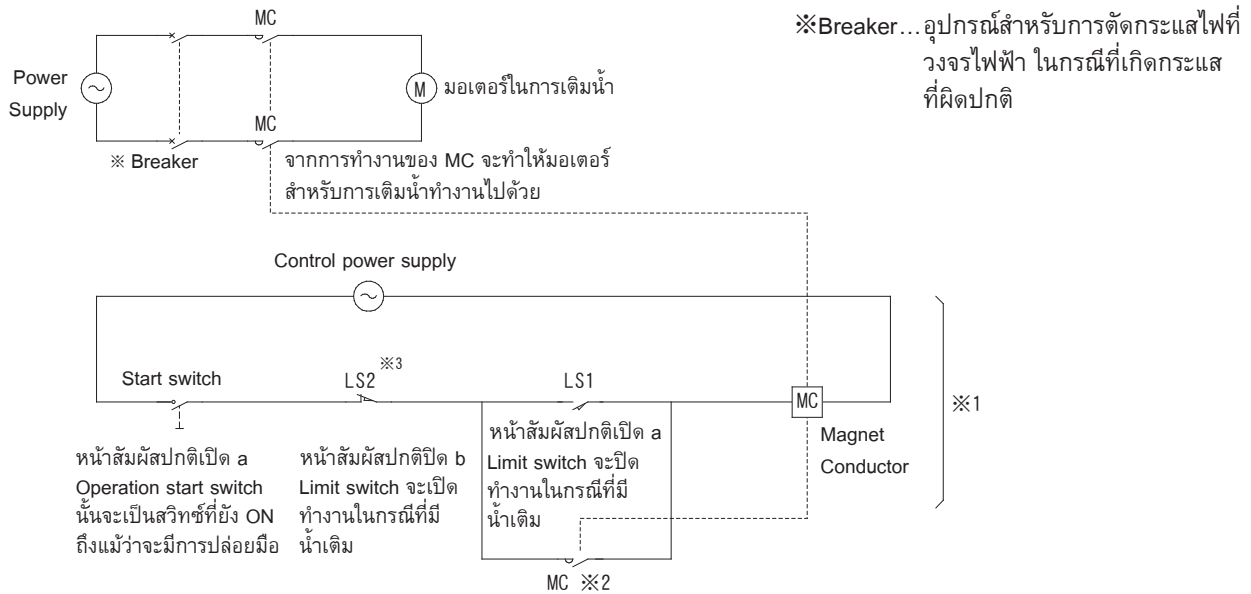 MC
※Breaker…อุปกรณ์สำหรับการตัดกระแสไฟที่
วงจรไฟฟ้า ในกรณีที่เกิดกระแส
ที่ผิดปกติ
Power
Supply
M
มอเตอร์ในการเติมน้ำ
MC
※ Breaker
จากการทำงานของ MC จะทำให้มอเตอร์
สำหรับการเติมน้ำทำงานไปด้วย
Control power supply
Start switch
LS2 ※3
LS1
MC
※1
Magnet
Conductor
หน้าสัมผัสปกติเปิด a
Operation start switch
นั้นจะเป็นสวิทซ์ที่ยัง ON
ถึงแม้ว่าจะมีการปล่อยมือ
หน้าสัมผัสปกติปิด b
Limit switch จะเปิด
ทำงานในกรณีที่มี
น้ำเติม
หน้าสัมผัสปกติเปิด a
Limit switch จะปิด
ทำงานในกรณีที่มี
น้ำเติม
MC ※2